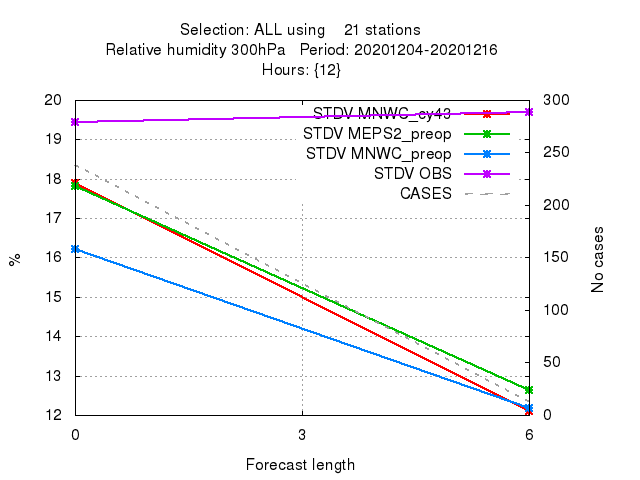 Selection: ALL using 21 stations
Relative humidity 300hPa Period: 20201204-20201216
Hours: {12}
20 300
STDV MNWC_cy43
STDV MEPS2_preop
19 250
STDV MNWC_preop
STDV OBS
18
CASES
200
17
16 150
% No cases
15
100
14
50
13
12 0
0 3 6
Forecast length